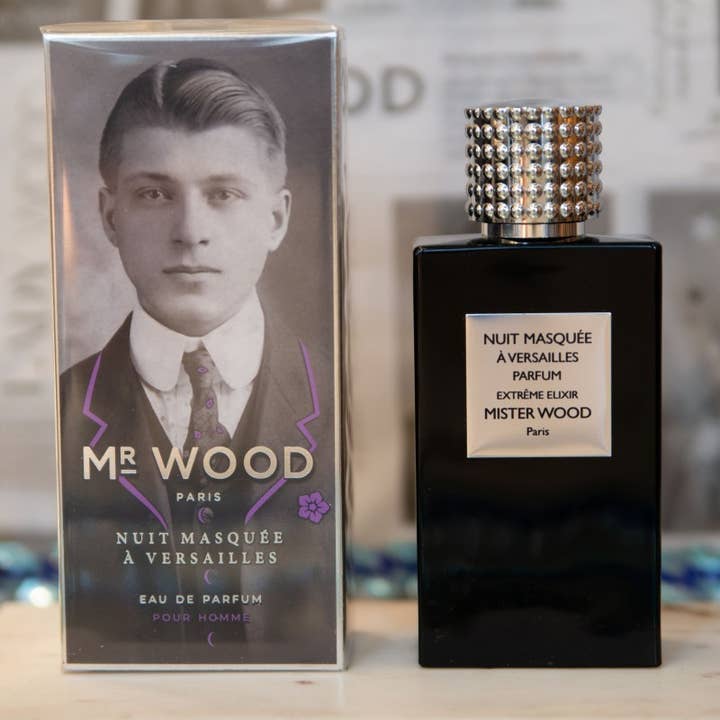 MR WOOD
PARIS
NUIT MASQUÉE
À VERSAILLES
EAU DE PARFUM
POUR HOMME
NUIT MASQUÉE
À VERSAILLES
PARFUM
EXTRÊME ELIXIR
MISTER WOOD
Paris